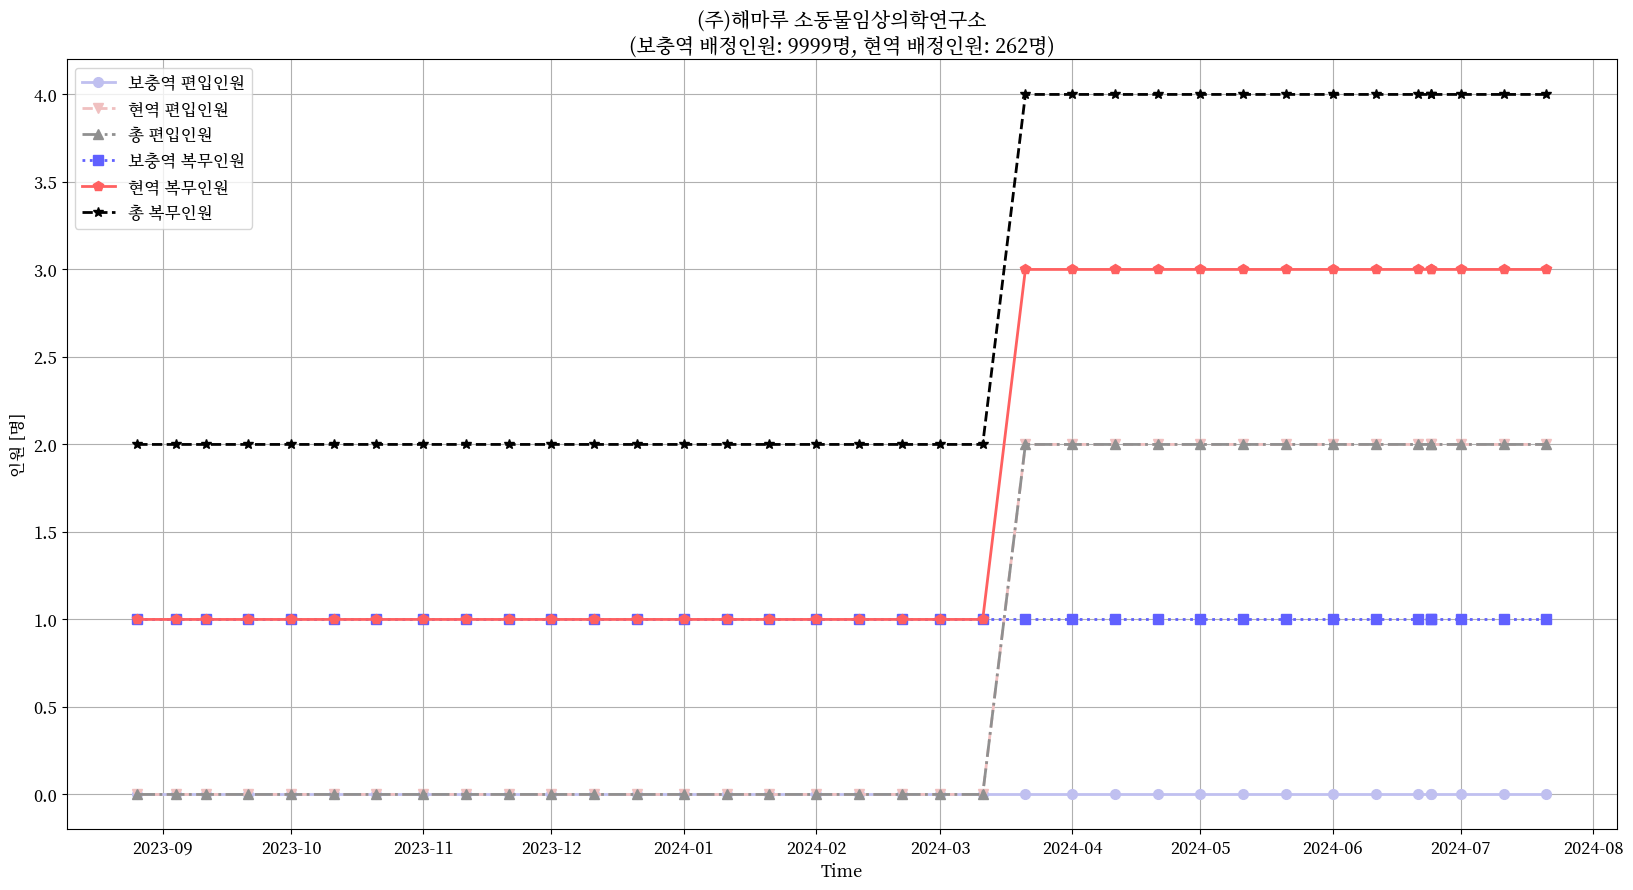 (주)해마루 소동물임상의학연구소
(보충역 배정인원: 9999명, 현역 배정인원: 262명)
보충역 편입인원
현역 편입인원
총 편입인원
보충역 복무인원
현역 복무인원
총 복무인원
4.0
3.5
3.0
2.5
2.0
1.5
1.0
0.5
0.0
인원 [명]
2023-09 2023-10 2023-11 2023-12 2024-01 2024-02 2024-03 2024-04 2024-05 2024-06 2024-07 2024-08
Time